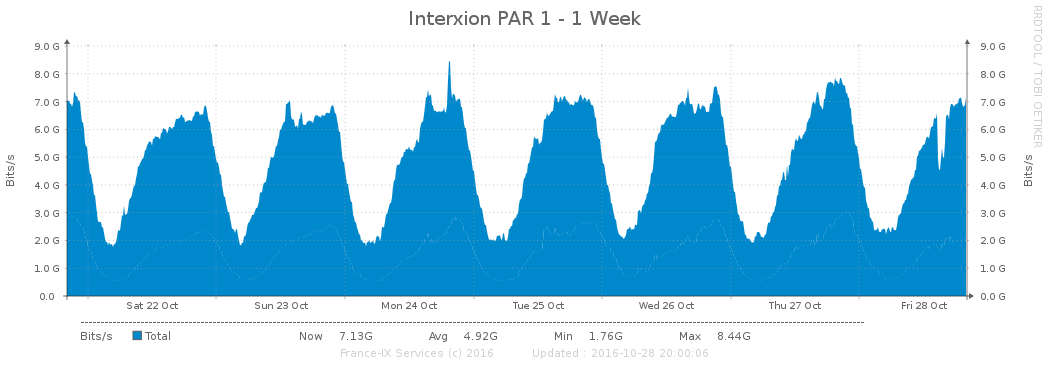 Interxion PAR 1 - 1 Week
RRDTOOL / TOBI OETIKER
Bits/s
9.0 G
8.0 G
7.0 G
6.0 G
5.0 G
4.0 G
3.0 G
2.0 G
1.0 G
0.0
9.0 G
8.0 G
7.0 G
6.0 G
5.0 G
4.0 G
3.0 G
2.0 G
1.0 G
0.0 G
Bits/s
Sat 22 Oct Sun 23 Oct Mon 24 Oct Tue 25 Oct Wed 26 Oct Thu 27 Oct Fri 28 Oct
Bits/s Total Now 7.13G Avg 4.92G Min 1.76G Max 8.44G
France-IX Services (c) 2016 Updated : 2016-10-28 20:00:06